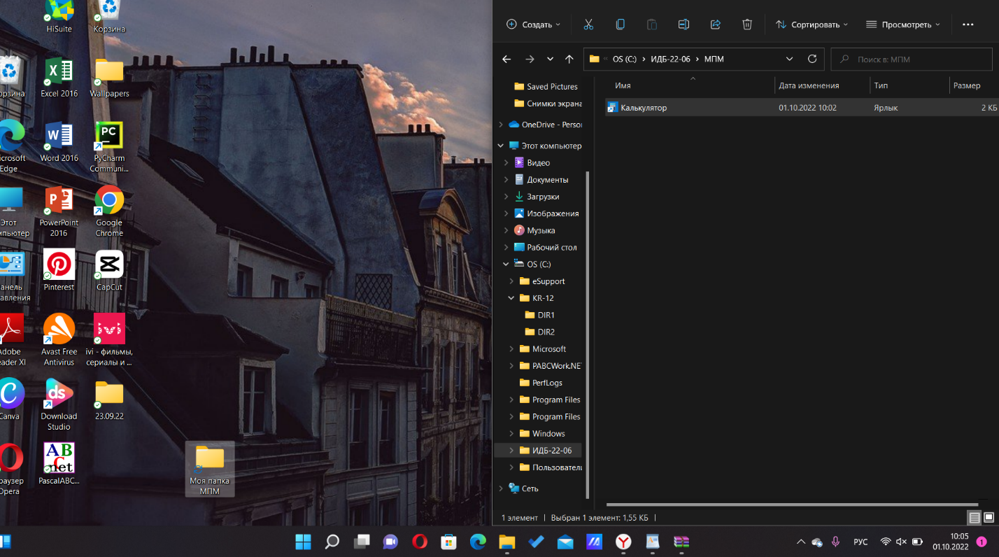 HiSuite
Корзина
орзина
Excel 2016
Wallpapers
icrosoft
Edge
Word 2016
PyCharm
Communi...
Этот
мпьютер
PowerPoint
2016
Google
Chrome
анель
авления
Pinterest
CapCut
Adobe
eader XI
Avast Free
Antivirus
ivi - фильмы,
сериалы и ...
Canva
Download
Studio
23.09.22
раузер
Opera
PascalABC...
Моя папка
МПМ
Создать
Сортировать
Просмотреть
OS (C:)
ИДБ-22-06
МПМ
Поиск в: МПМ
Имя
Дата изменения
Тип
Размер
Калькулятор
01.10.2022 10:02
Ярлык
2 КБ
Saved Pictures
Снимки экрана
OneDrive - Person
Этот компьютер
Видео
Документы
Загрузки
Изображения
Музыка
Рабочий стол
OS (C:)
eSupport
KR-12
DIR1
DIR2
Microsoft
PABCWork.NET
PerfLogs
Program Files
Program Files
Windows
ИДБ-22-06
Пользователи
Сеть
1 элемент
Выбран 1 элемент: 1,55 КБ
РУС
10:05
01.10.2022
1